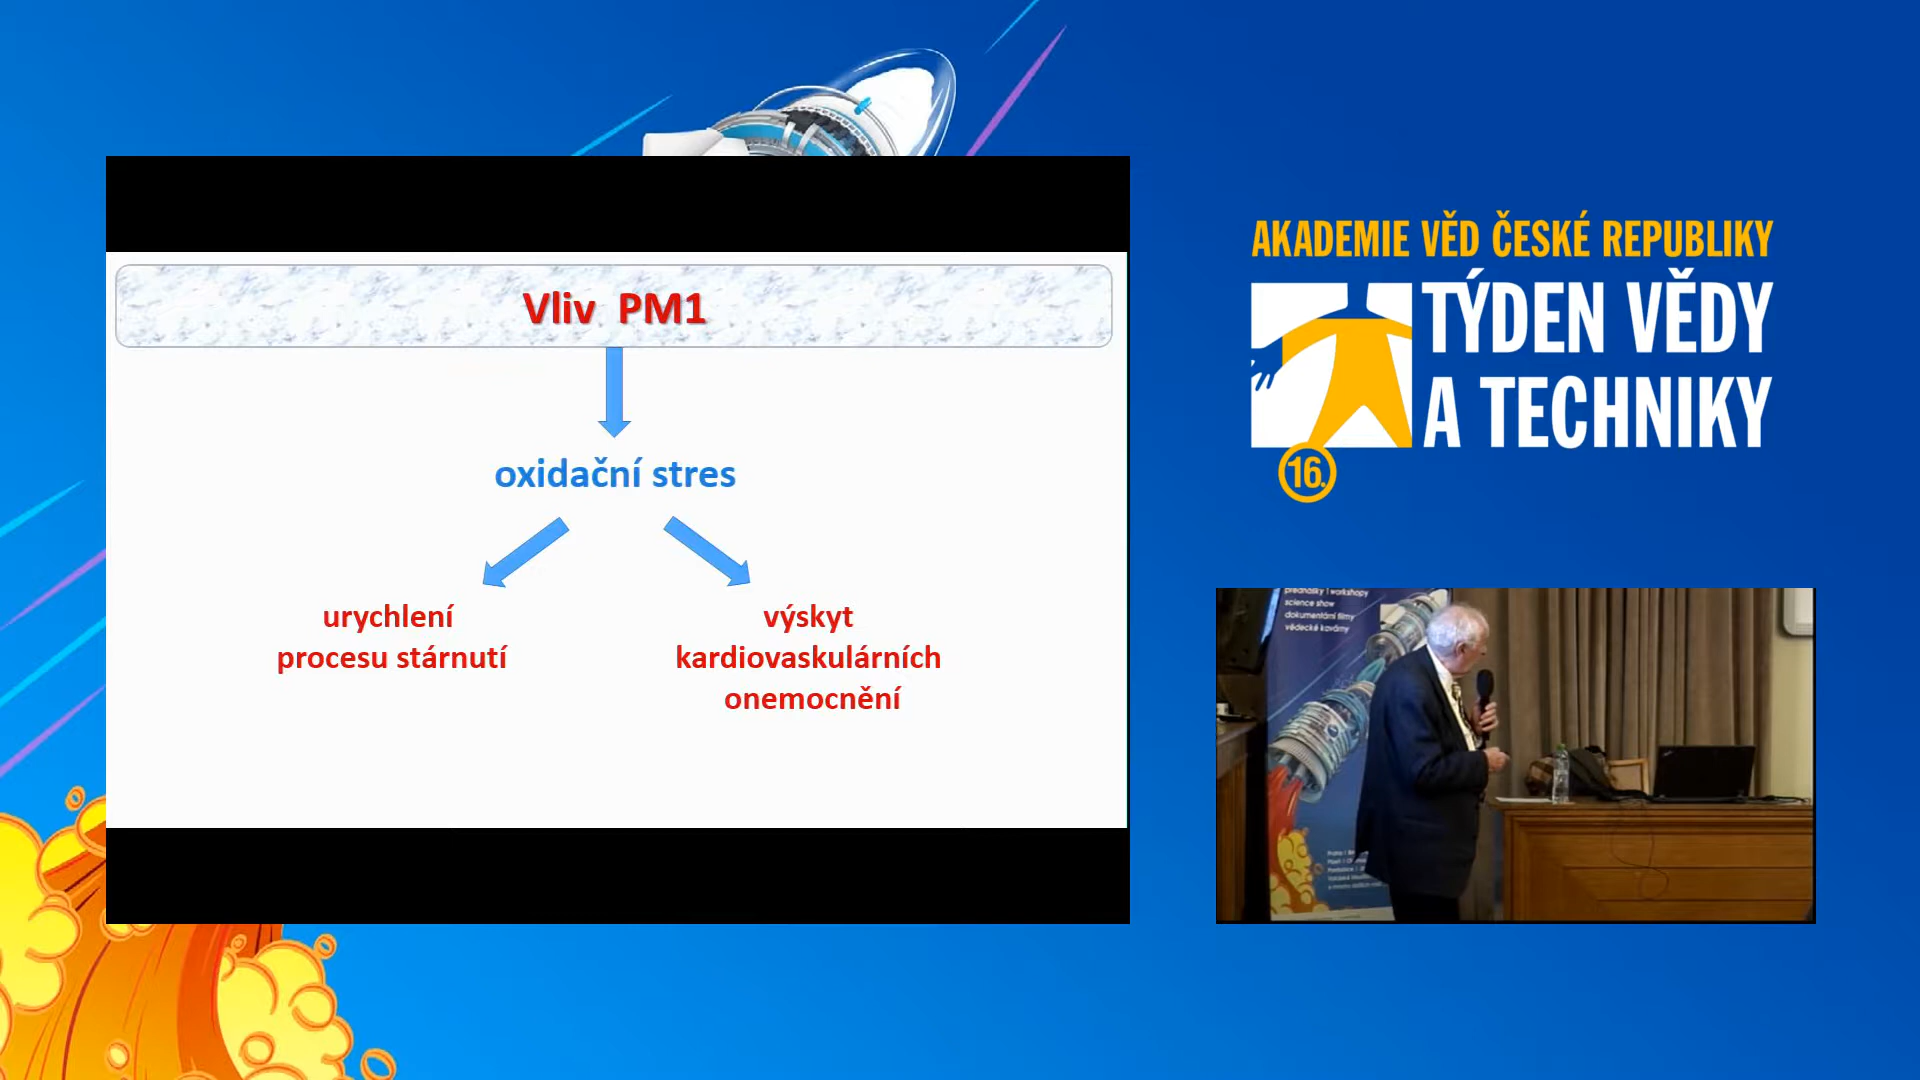 Vliv PM1
oxidační stres
urychlení
procesu stárnutí
výskyt
kardiovaskulárních
onemocnění
AKADEMIE VĚD ČESKÉ REPUBLIKY
TÝDEN VĚDY
A TECHNIKY
16.
přednášky | workshopy
science show
dokumentární filmy
vědecké kavárny